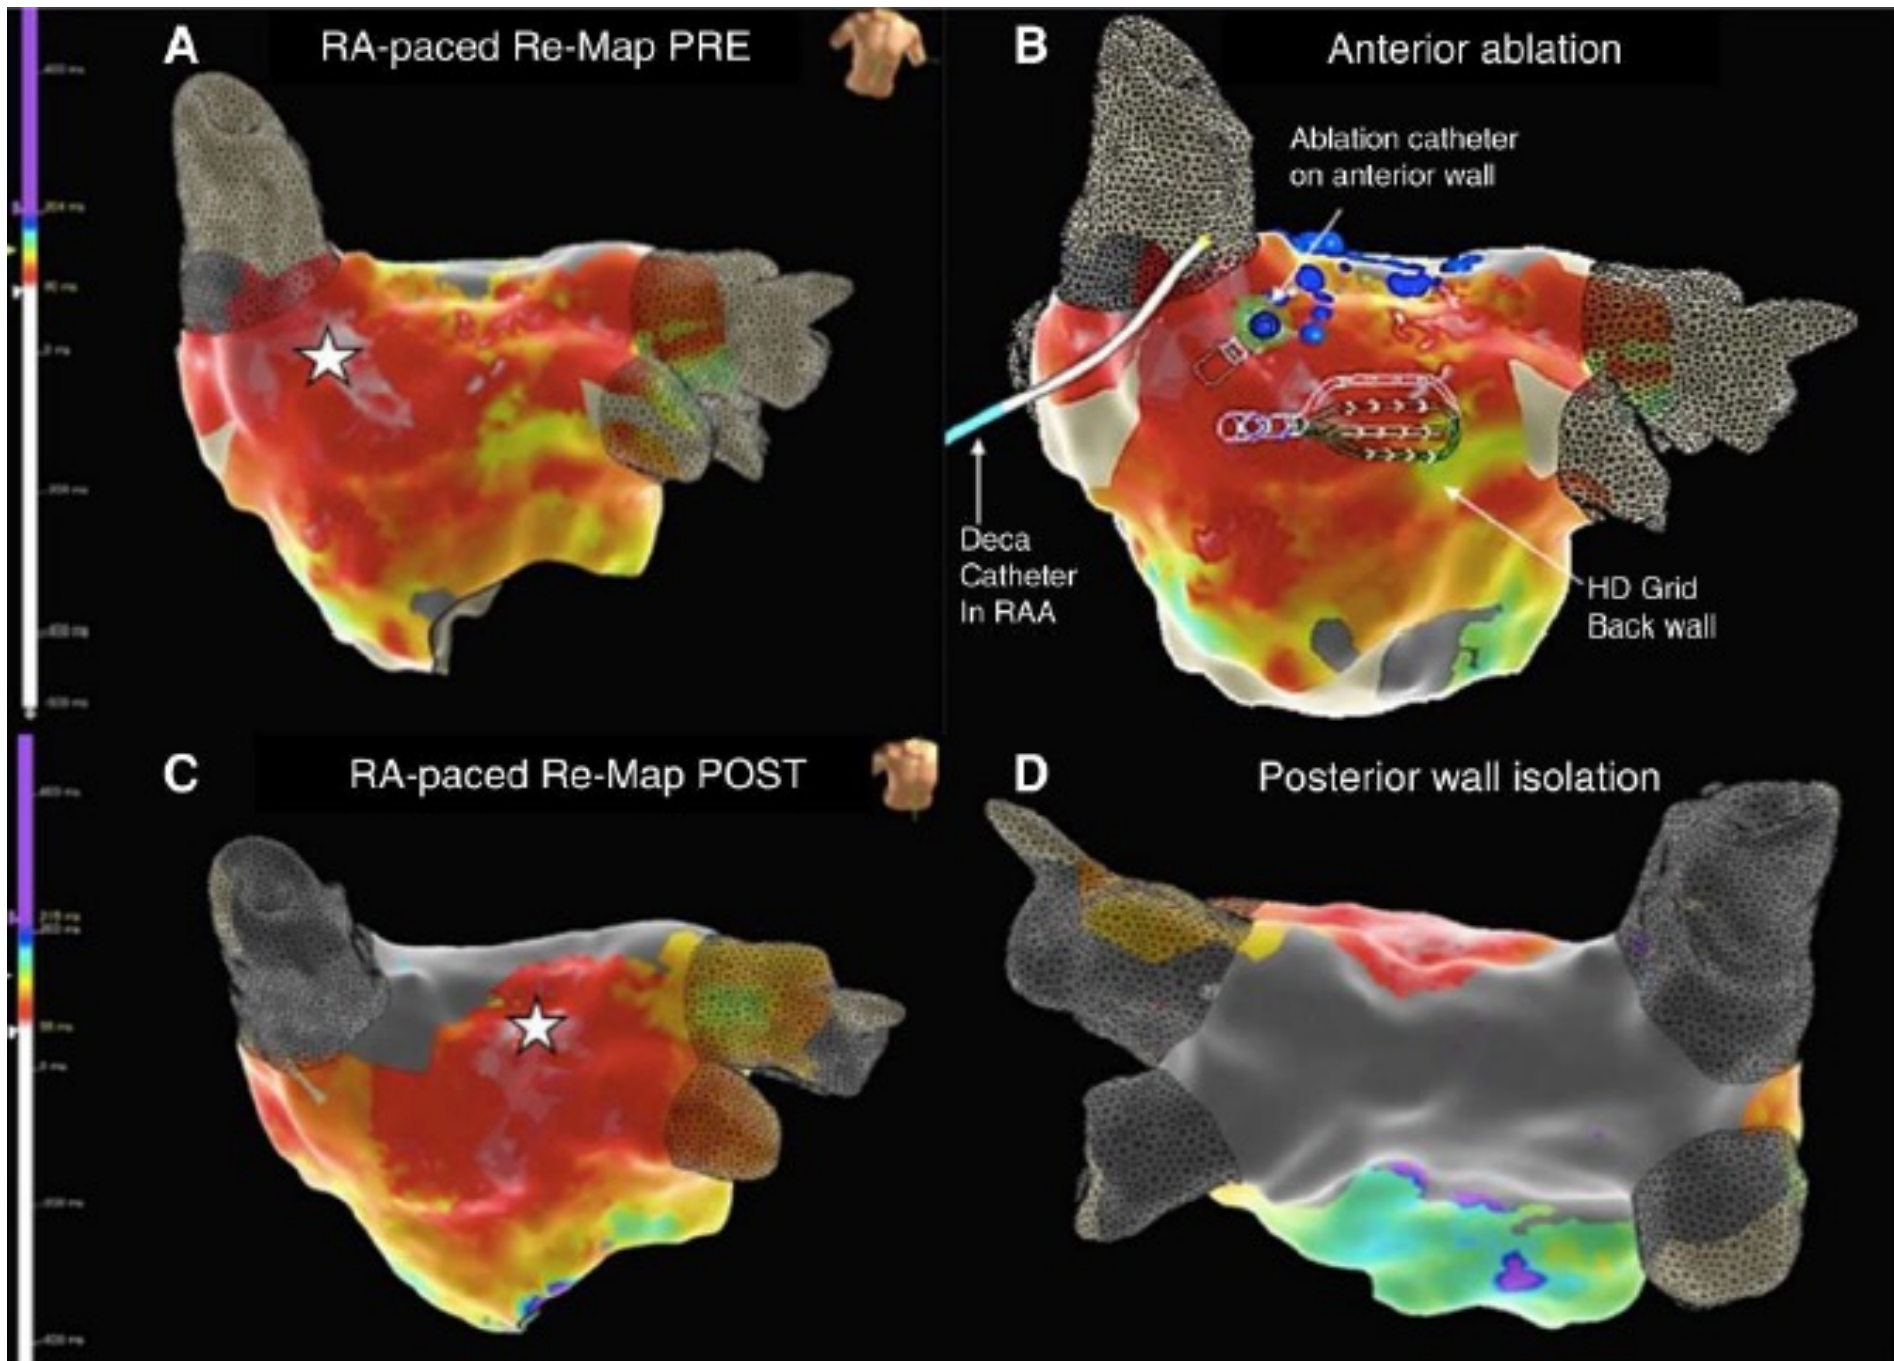 A
RA-paced Re-Map PRE
B
Anterior ablation
Ablation catheter
on anterior wall
Deca
Catheter
In RAA
HD Grid
Back wall
C
RA-paced Re-Map POST
D
Posterior wall isolation